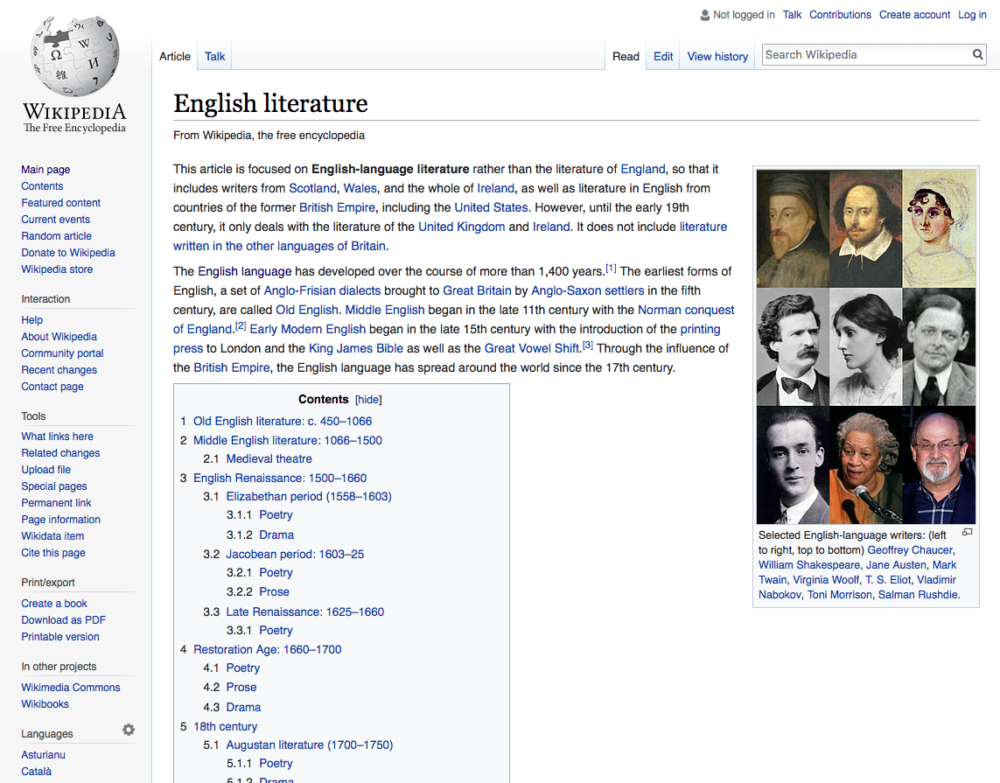 Not logged in Talk Contributions Create account Log in
Article Talk
Read Edit View history
Search Wikipedia
WIKIPEDIA
The Free Encyclopedia
Main page
Contents
Featured content
Current events
Random article
Donate to Wikipedia
Wikipedia store
Interaction
Help
About Wikipedia
Community portal
Recent changes
Contact page
Tools
What links here
Related changes
Upload file
Special pages
Permanent link
Page information
Wikidata item
Cite this page
Print/export
Create a book
Download as PDF
Printable version
In other projects
Wikimedia Commons
Wikibooks
Languages
Asturianu
Català
English literature
From Wikipedia, the free encyclopedia
This article is focused on English-language literature rather than the literature of England, so that it
includes writers from Scotland, Wales, and the whole of Ireland, as well as literature in English from
countries of the former British Empire, including the United States. However, until the early 19th
century, it only deals with the literature of the United Kingdom and Ireland. It does not include literature
written in the other languages of Britain.
The English language has developed over the course of more than 1,400 years.[1] The earliest forms of
English, a set of Anglo-Frisian dialects brought to Great Britain by Anglo-Saxon settlers in the fifth
century, are called Old English. Middle English began in the late 11th century with the Norman conquest
of England.[2] Early Modern English began in the late 15th century with the introduction of the printing
press to London and the King James Bible as well as the Great Vowel Shift.[3] Through the influence of
the British Empire, the English language has spread around the world since the 17th century.
Contents [hide]
1 Old English literature: c. 450–1066
2 Middle English literature: 1066–1500
2.1 Medieval theatre
3 English Renaissance: 1500–1660
3.1 Elizabethan period (1558–1603)
3.1.1 Poetry
3.1.2 Drama
3.2 Jacobean period: 1603–25
3.2.1 Poetry
3.2.2 Prose
3.3 Late Renaissance: 1625–1660
3.3.1 Poetry
4 Restoration Age: 1660–1700
4.1 Poetry
4.2 Prose
4.3 Drama
5 18th century
5.1 Augustan literature (1700–1750)
5.1.1 Poetry
5.1.2 Drama
Selected English-language writers: (left
to right, top to bottom) Geoffrey Chaucer,
William Shakespeare, Jane Austen, Mark
Twain, Virginia Woolf, T. S. Eliot, Vladimir
Nabokov, Toni Morrison, Salman Rushdie.